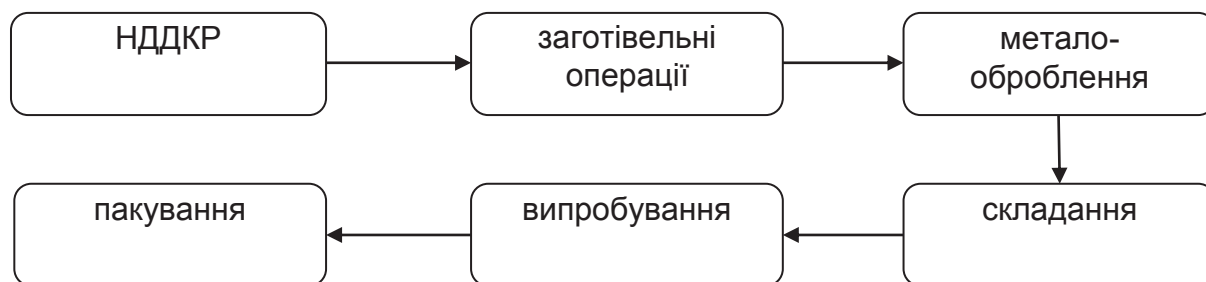 НДДКР
заготівельні
операції
метало-
оброблення
складання
випробування
пакування